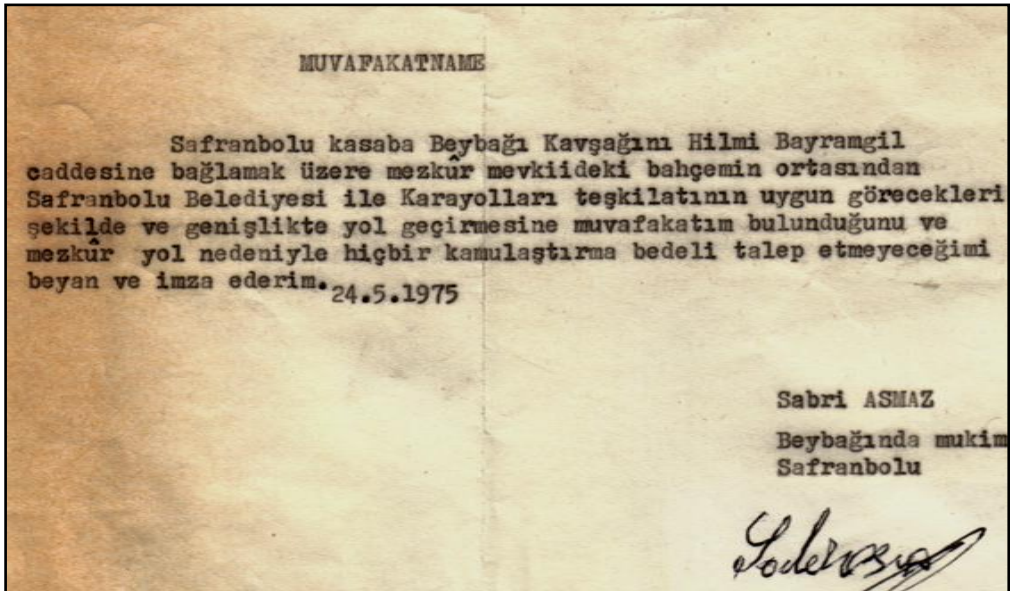 MUVAFAKATNAME
Safranbolu kasaba Beybağı Kavşağını Hilmi Bayramgil
caddesine bağlamak üzere mezkûr mevkiideki bahçemin ortasından
Safranbolu Belediyesi ile Karayolları teşkilatının uygun görecekleri
şekilde ve genişlikte yol geçirmesine muvafakatım bulunduğunu ve
mezkûr yol nedeniyle hiçbir kamulaştırma bedeli talep etmeyeceğimi
beyan ve imza ederim. 24.5.1975
Sabri ASMAZ
Beybağında mukim
Safranbolu